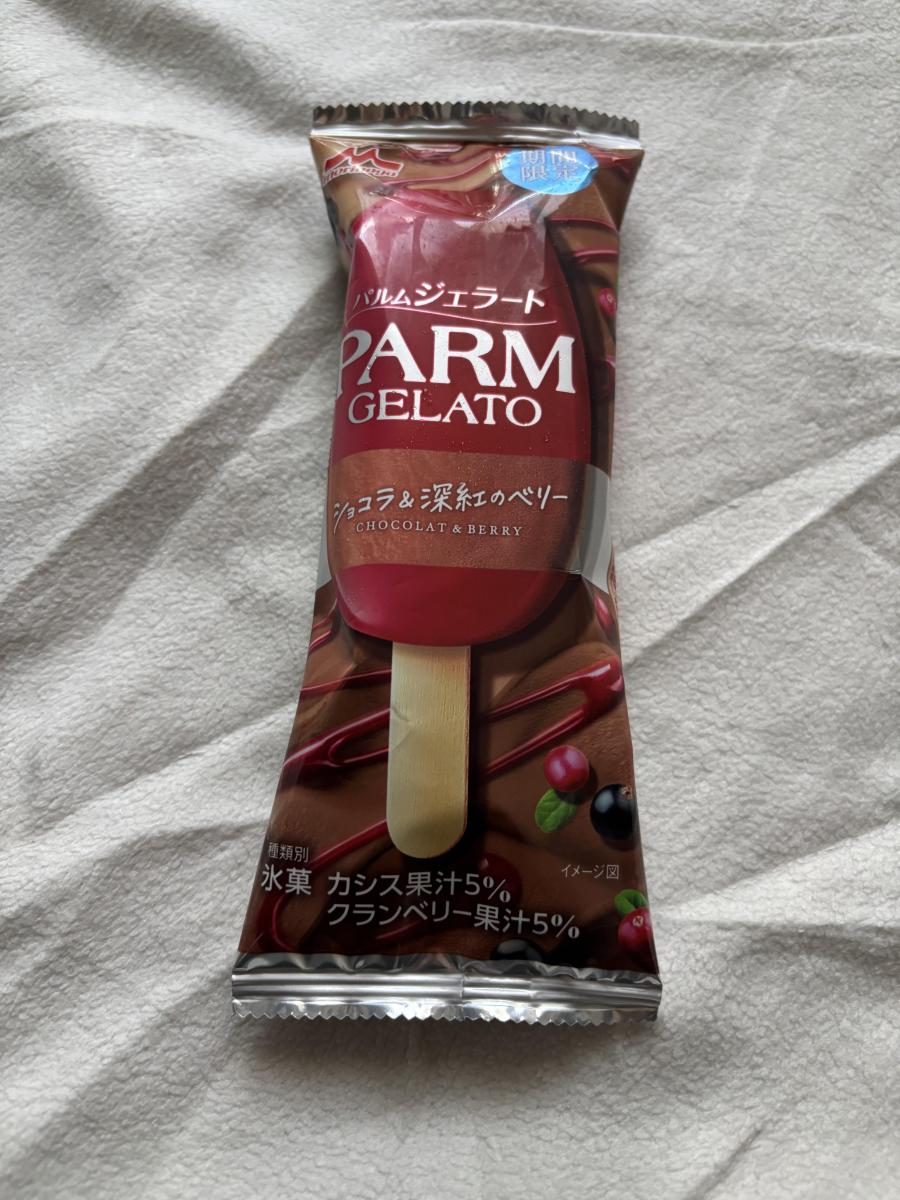 morinaga
期間
限定
パルムジェラート
PARM
GELATO
ショコラ&深紅のベリー
CHOCOLAT & BERRY
種類別
氷菓
カシス果汁5%
クランベリー果汁5%
イメージ図